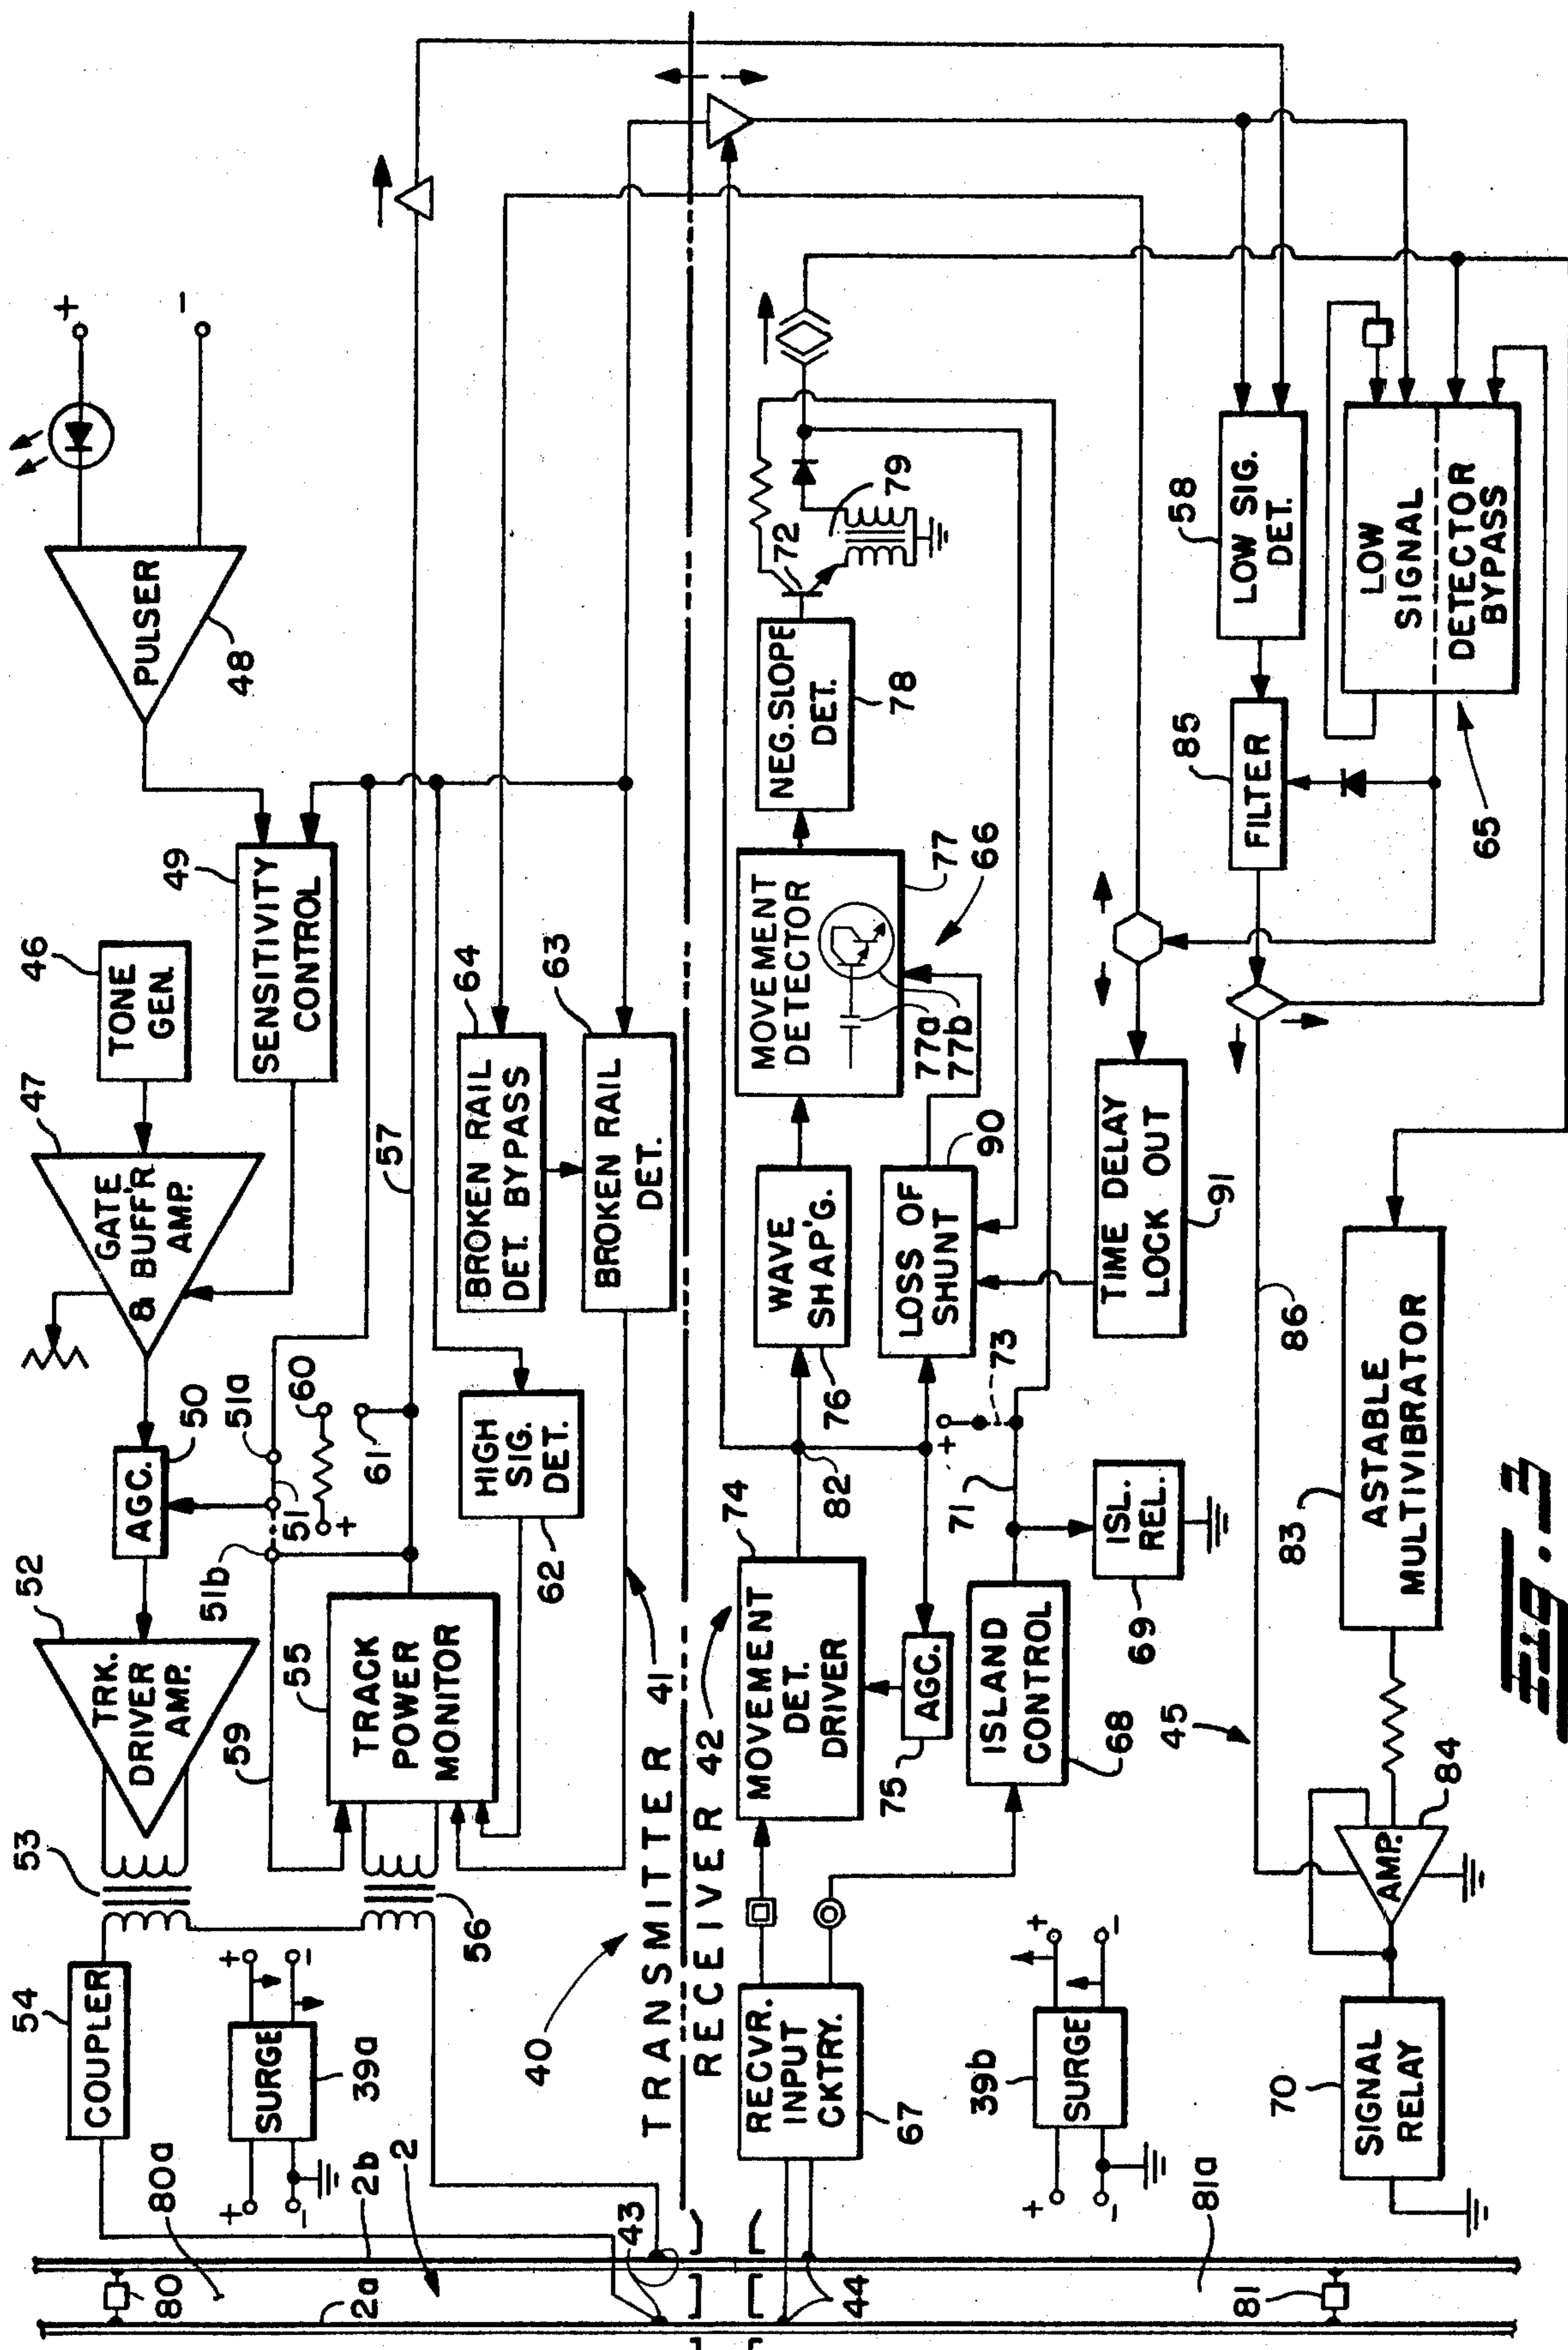 +
-
PULSER
48
49
SENSITIVITY
CONTROL
46
TONE
GEN.
47
GATE
& BUFF'R
AMP.
50
AGC.
51a
51
51b
60
+
61
52
TRK.
DRIVER
AMP.
53
54
COUPLER
55
TRACK
POWER
MONITOR
56
57
59
HIGH
SIG.
DET.
62
64
BROKEN RAIL
DET. BYPASS
63
BROKEN RAIL
DET.
41
+
-
SURGE
39a
+
-
40
80a
80
2b
2
2a
43
TRANSMITTER
RECEIVER
42
44
RECVR.
INPUT
CKTRY.
67
74
MOVEMENT
DET.
DRIVER
75
AGC.
82
WAVE
SHAP'G.
76
MOVEMENT
DETECTOR
77
77a
77b
66
NEG. SLOPE
DET.
78
72
79
LOSS OF
SHUNT
90
73
+
71
ISLAND
CONTROL
68
ISL.
REL.
69
TIME DELAY
LOCK OUT
91
58
LOW SIG.
DET.
85
FILTER
LOW
SIGNAL
DETECTOR
BYPASS
65
86
45
83
ASTABLE
MULTIVIBRATOR
84
AMP.
70
SIGNAL
RELAY
39b
SURGE
+
-
+
-
81a
81